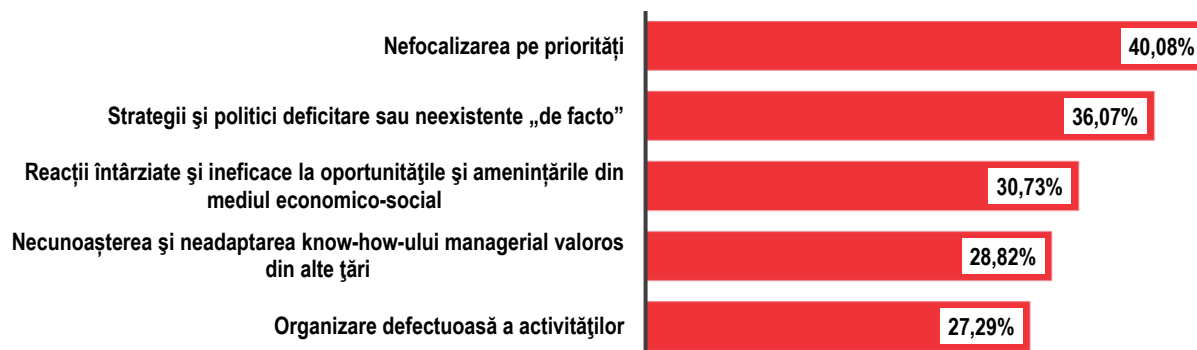 Nefocalizarea pe priorități
40,08%
Strategii şi politici deficitare sau neexistente „de facto”
36,07%
Reacții întârziate şi ineficace la oportunităţile şi amenințările din
mediul economico-social
30,73%
Necunoașterea şi neadaptarea know-how-ului managerial valoros
din alte ţări
28,82%
Organizare defectuoasă a activităţilor
27,29%